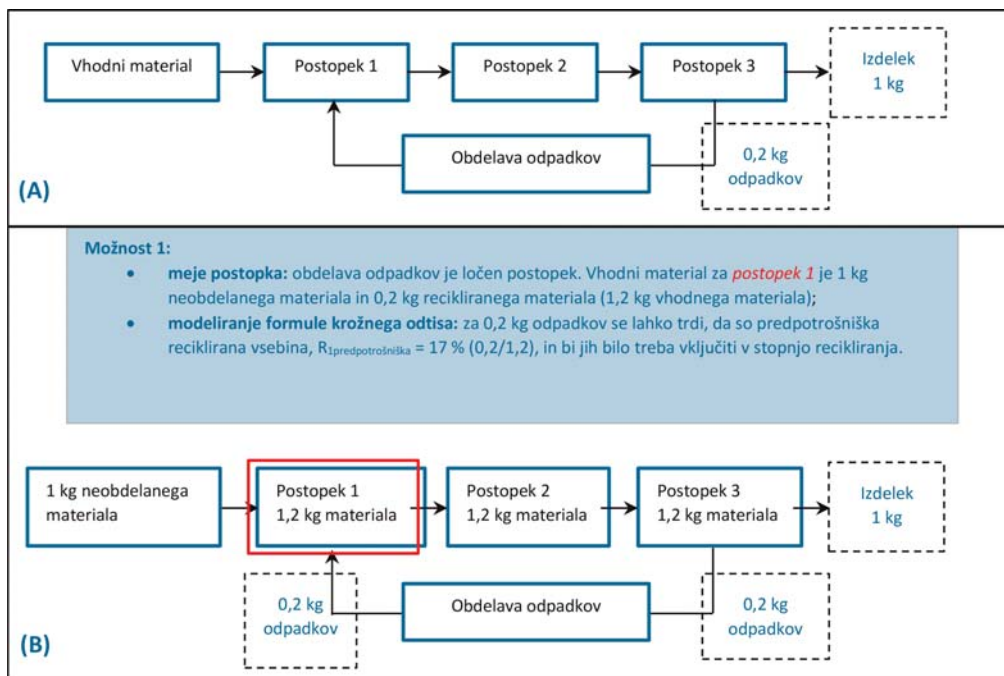 Vhodni material
Postopek 1
Postopek 2
Postopek 3
Izdelek
1 kg
Obdelava odpadkov
0,2 kg
odpadkov
(A)
Možnost 1:
• meje postopka: obdelava odpadkov je ločen postopek. Vhodni material za postopek 1 je 1 kg
neobdelanega materiala in 0,2 kg recikliranega materiala (1,2 kg vhodnega materiala);
• modeliranje formule krožnega odtisa: za 0,2 kg odpadkov se lahko trdi, da so predpotrošniška
reciklirana vsebina, R1predpotrošniška = 17 % (0,2/1,2), in bi jih bilo treba vključiti v stopnjo recikliranja.
1 kg neobdelanega
materiala
Postopek 1
1,2 kg materiala
Postopek 2
1,2 kg materiala
Postopek 3
1,2 kg materiala
Izdelek
1 kg
0,2 kg
odpadkov
Obdelava odpadkov
0,2 kg
odpadkov
(B)